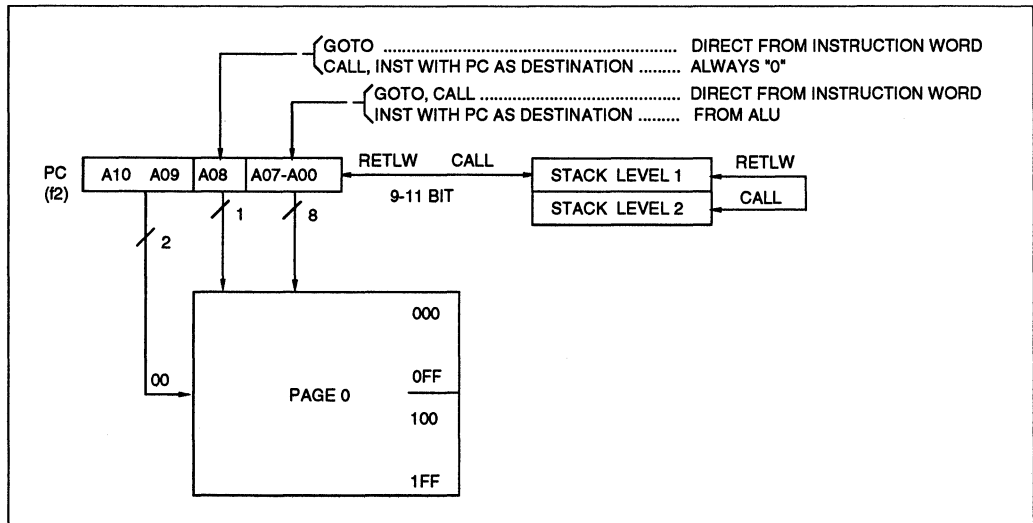 GOTO ................................................................ DIRECT FROM INSTRUCTION WORD
CALL, INST WITH PC AS DESTINATION ......... ALWAYS "0"
GOTO, CALL ........................................... DIRECT FROM INSTRUCTION WORD
INST WITH PC AS DESTINATION ......... FROM ALU
PC
(f2)
A10 A09 A08 A07-A00
RETLW CALL
9-11 BIT
STACK LEVEL 1
STACK LEVEL 2
RETLW
CALL
2
1
8
00
PAGE 0
000
0FF
100
1FF